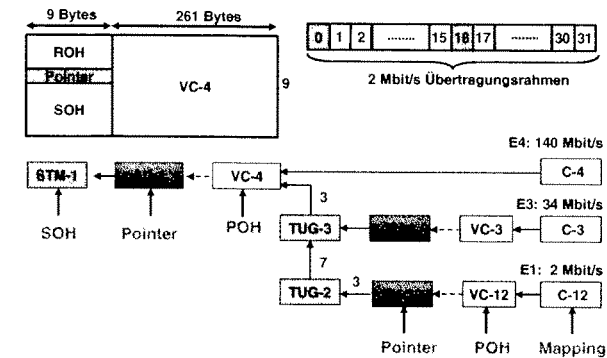 9 Bytes
261 Bytes
ROH
Pointer
SOH
VC-4
9
0 1 2 ........ 15 16 17 ........ 30 31
2 Mbit/s Übertragungsrahmen
E4: 140 Mbit/s
STM-1
VC-4
C-4
SOH
Pointer
POH
3
E3: 34 Mbit/s
TUG-3
VC-3
C-3
7
E1: 2 Mbit/s
TUG-2
3
VC-12
C-12
Pointer
POH
Mapping